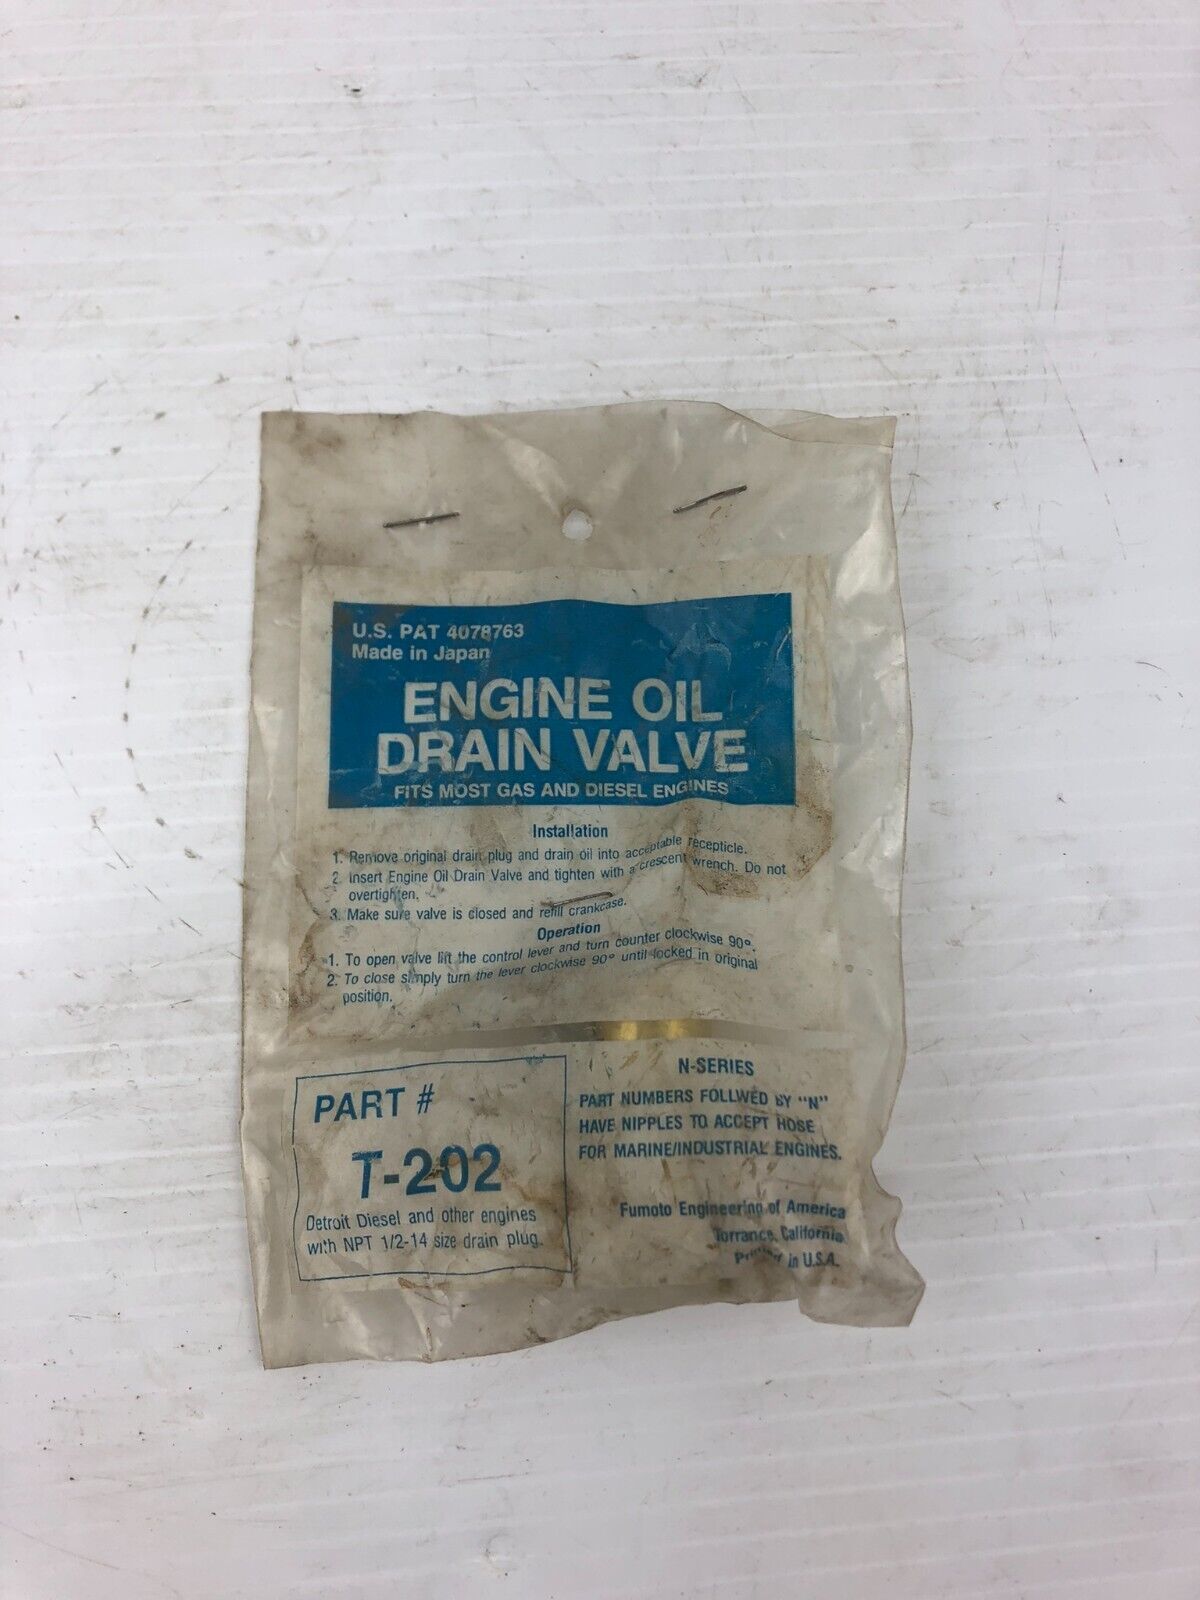 U.S. PAT 4078763
Made in Japan
ENGINE OIL
DRAIN VALVE
FITS MOST GAS AND DIESEL ENGINES
Installation
1. Remove original drain plug and drain oil into acceptable recepticle.
2. Insert Engine Oil Drain Valve and tighten with a crescent wrench. Do not
overtighten.
3. Make sure valve is closed and refill crankcase.
Operation
1. To open valve lift the control lever and turn counter clockwise 90°.
2. To close simply turn the lever clockwise 90° until locked in original
position.
PART #
T-202
Detroit Diesel and other engines
with NPT 1/2-14 size drain plug.
N-SERIES
PART NUMBERS FOLLWED BY "N"
HAVE NIPPLES TO ACCEPT HOSE
FOR MARINE/INDUSTRIAL ENGINES.
Fumoto Engineering of America
Torrance, California
Printed in U.S.A.